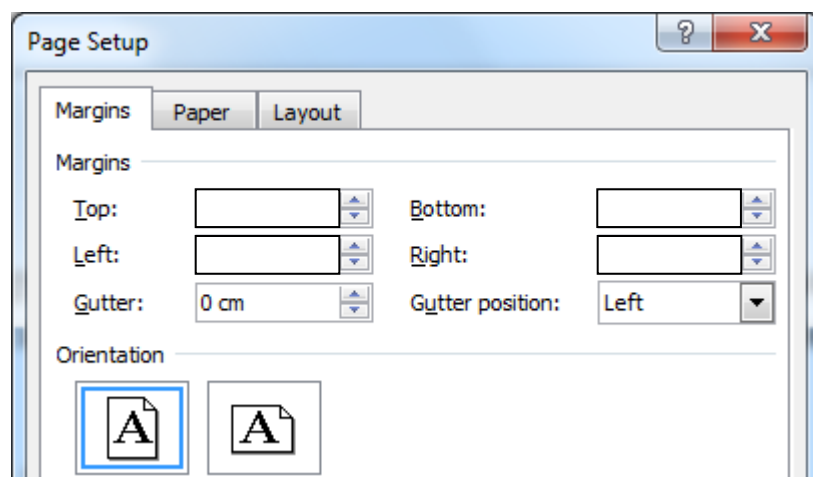 Page Setup
?
X
Margins Paper Layout
Margins
Top: Bottom:
Left: Right:
Gutter: 0 cm Gutter position: Left
Orientation
A A